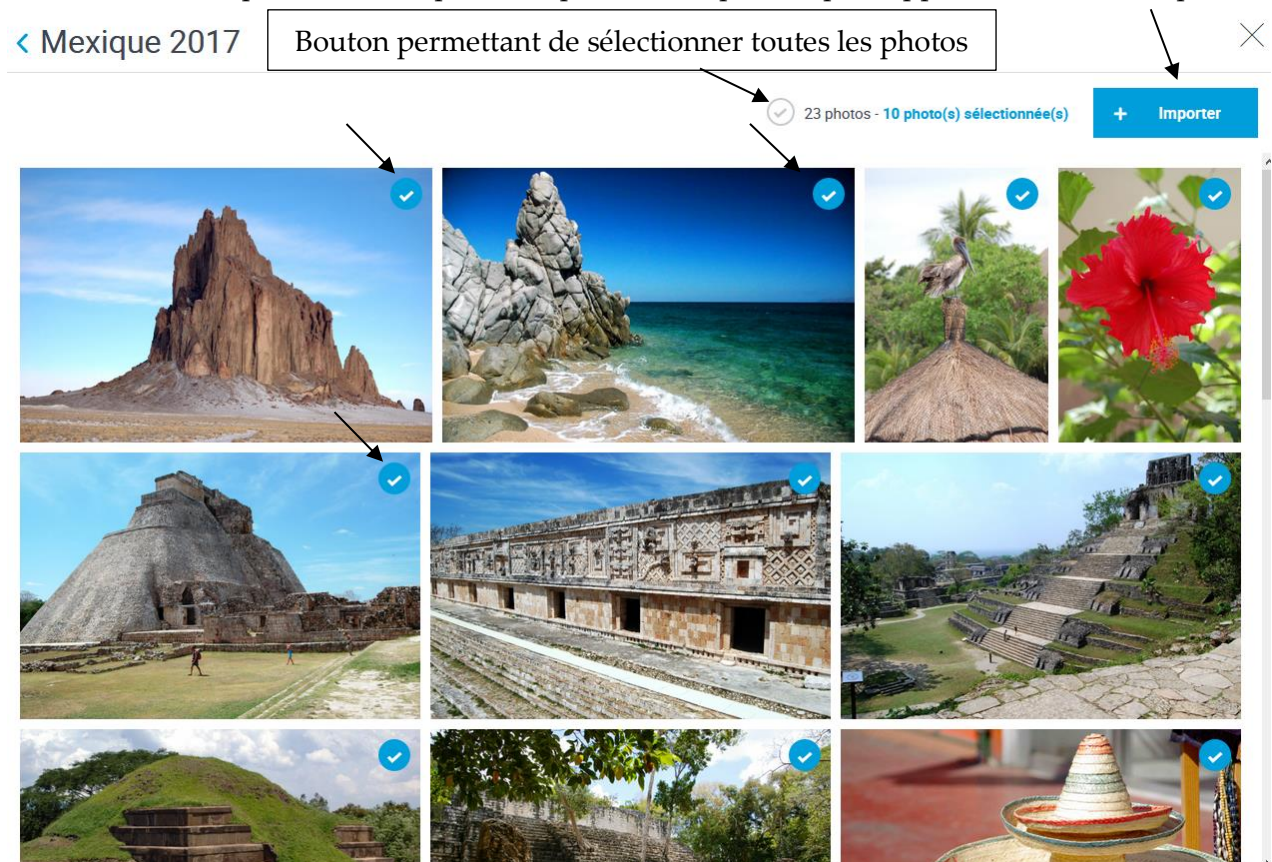 < Mexique 2017
Bouton permettant de sélectionner toutes les photos
23 photos - 10 photo(s) sélectionnée(s)
+ Importer